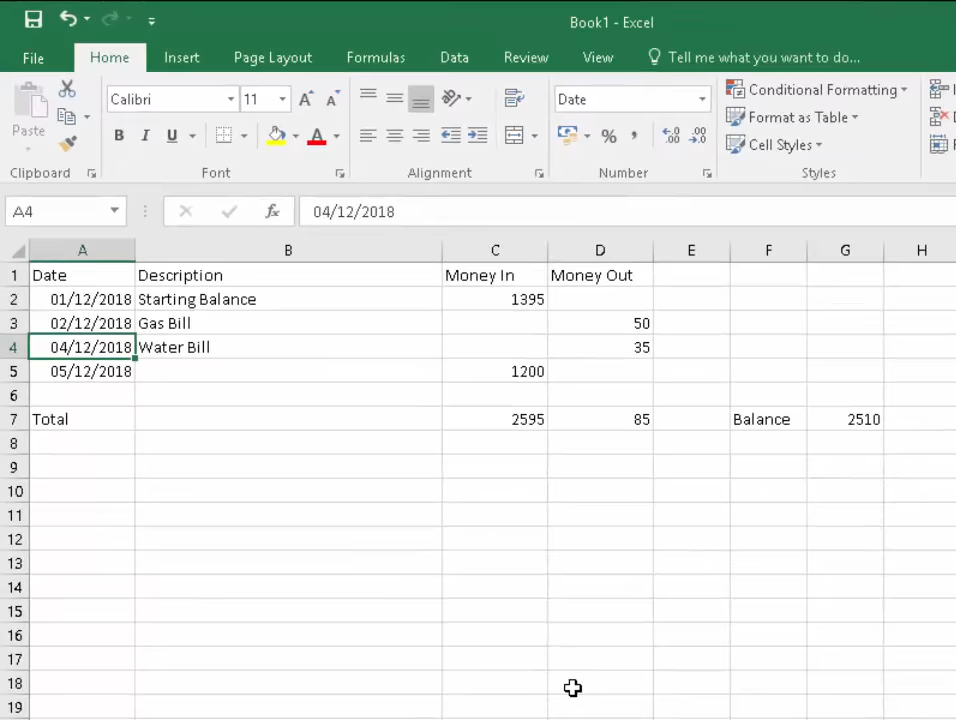 Book1 - Excel
File Home Insert Page Layout Formulas Data Review View Tell me what you want to do...
Paste Calibri 11 A A Date Conditional Formatting
B I U A % , Format as Table
Cell Styles
Clipboard Font Alignment Number Styles
A4 fx 04/12/2018
A B C D E F G H
1 Date Description Money In Money Out
2 01/12/2018 Starting Balance 1395
3 02/12/2018 Gas Bill 50
4 04/12/2018 Water Bill 35
5 05/12/2018 1200
6
7 Total 2595 85 Balance 2510
8
9
10
11
12
13
14
15
16
17
18
19